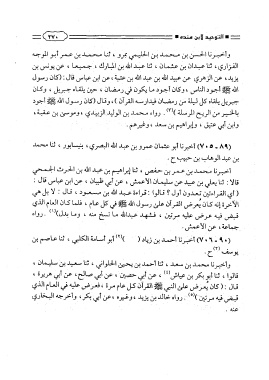 التوحيد لابن منده
٢٧٠
وأخبرنا الحسن بن محمد بن الحليمي بمرو ، ثنا محمد بن عمر أبو الموجه
الفزاري ، ثنا عبدان بن عثمان ، ثنا عبد الله بن المبارك ، جميعا ، عن يونس بن
يزيد، عن الزهري عن عبيد الله بن عبد الله بن عتبة، عن ابن عباس قال: (كان رسول
الله ﷺ أجود الناس وكان أجود ما يكون في رمضان ، حين يلقاه جبريل ، وكان
جبريل يلقاه كل ليلة من رمضان فيدارسه القرآن) ، وقال (كان رسول الله ﷺ أجود
بالخير من الريح المرسلة)(١). رواه محمد بن الوليد الزبيدي، وموسى بن عقبة،
وابن أبي عتيق ، وإبراهيم بن سعد ، وغيرهم .
(٨٩-٧٠٥) أخبرنا أبو عثمان عمرو بن عبد الله البصري، بنيسابور ، ثنا محمد
بن عبد الوهاب بن حبيب ح .
وأخبرنا محمد بن عمر بن حفص ، ثنا إبراهيم بن عبد الله بن الحرث الجمحي
قالا : ثنا يعلى بن عبيد عن سليمان الأعمش ، عن أبي ظبيان ، عن ابن عباس قال :
(أي القراءتين تعدون أول ؟ قالوا : قراءة عبد الله بن مسعود ، قال : لا بل هي
الآخرة إنه كان يعرض القرآن على رسول الله ﷺ في كل عام ، فلما كان العام الذي
قبض فيه عرض عليه مرتين ، فشهد عبدالله ما نسخ منه ، وما بدل)(٢) . رواه
جماعة ، عن الأعمش .
(٩٠-٧٠٦) أخبرنا أحمد بن زياد ( )(٣) أبو أسامة الكلبي ، ثنا عاصم بن
يوسف(٣) ح .
وأخبرنا محمد بن سعد ، ثنا أحمد بن يحيى الحلواني ، ثنا سعيد بن سليمان ،
قالوا : ثنا أبو بكر بن عياش(٤) ، عن أبي حصين ، عن أبي صالح، عن أبي هريرة ،
قال : (كان يعرض على النبي ﷺ القرآن كل عام مرة ، فعرض عليه في العام الذي
قبض فيه مرتين)(٥) . رواه خالد بن يزيد ، وغيره ، عن أبي بكر، وأخرجه البخاري
عنه .